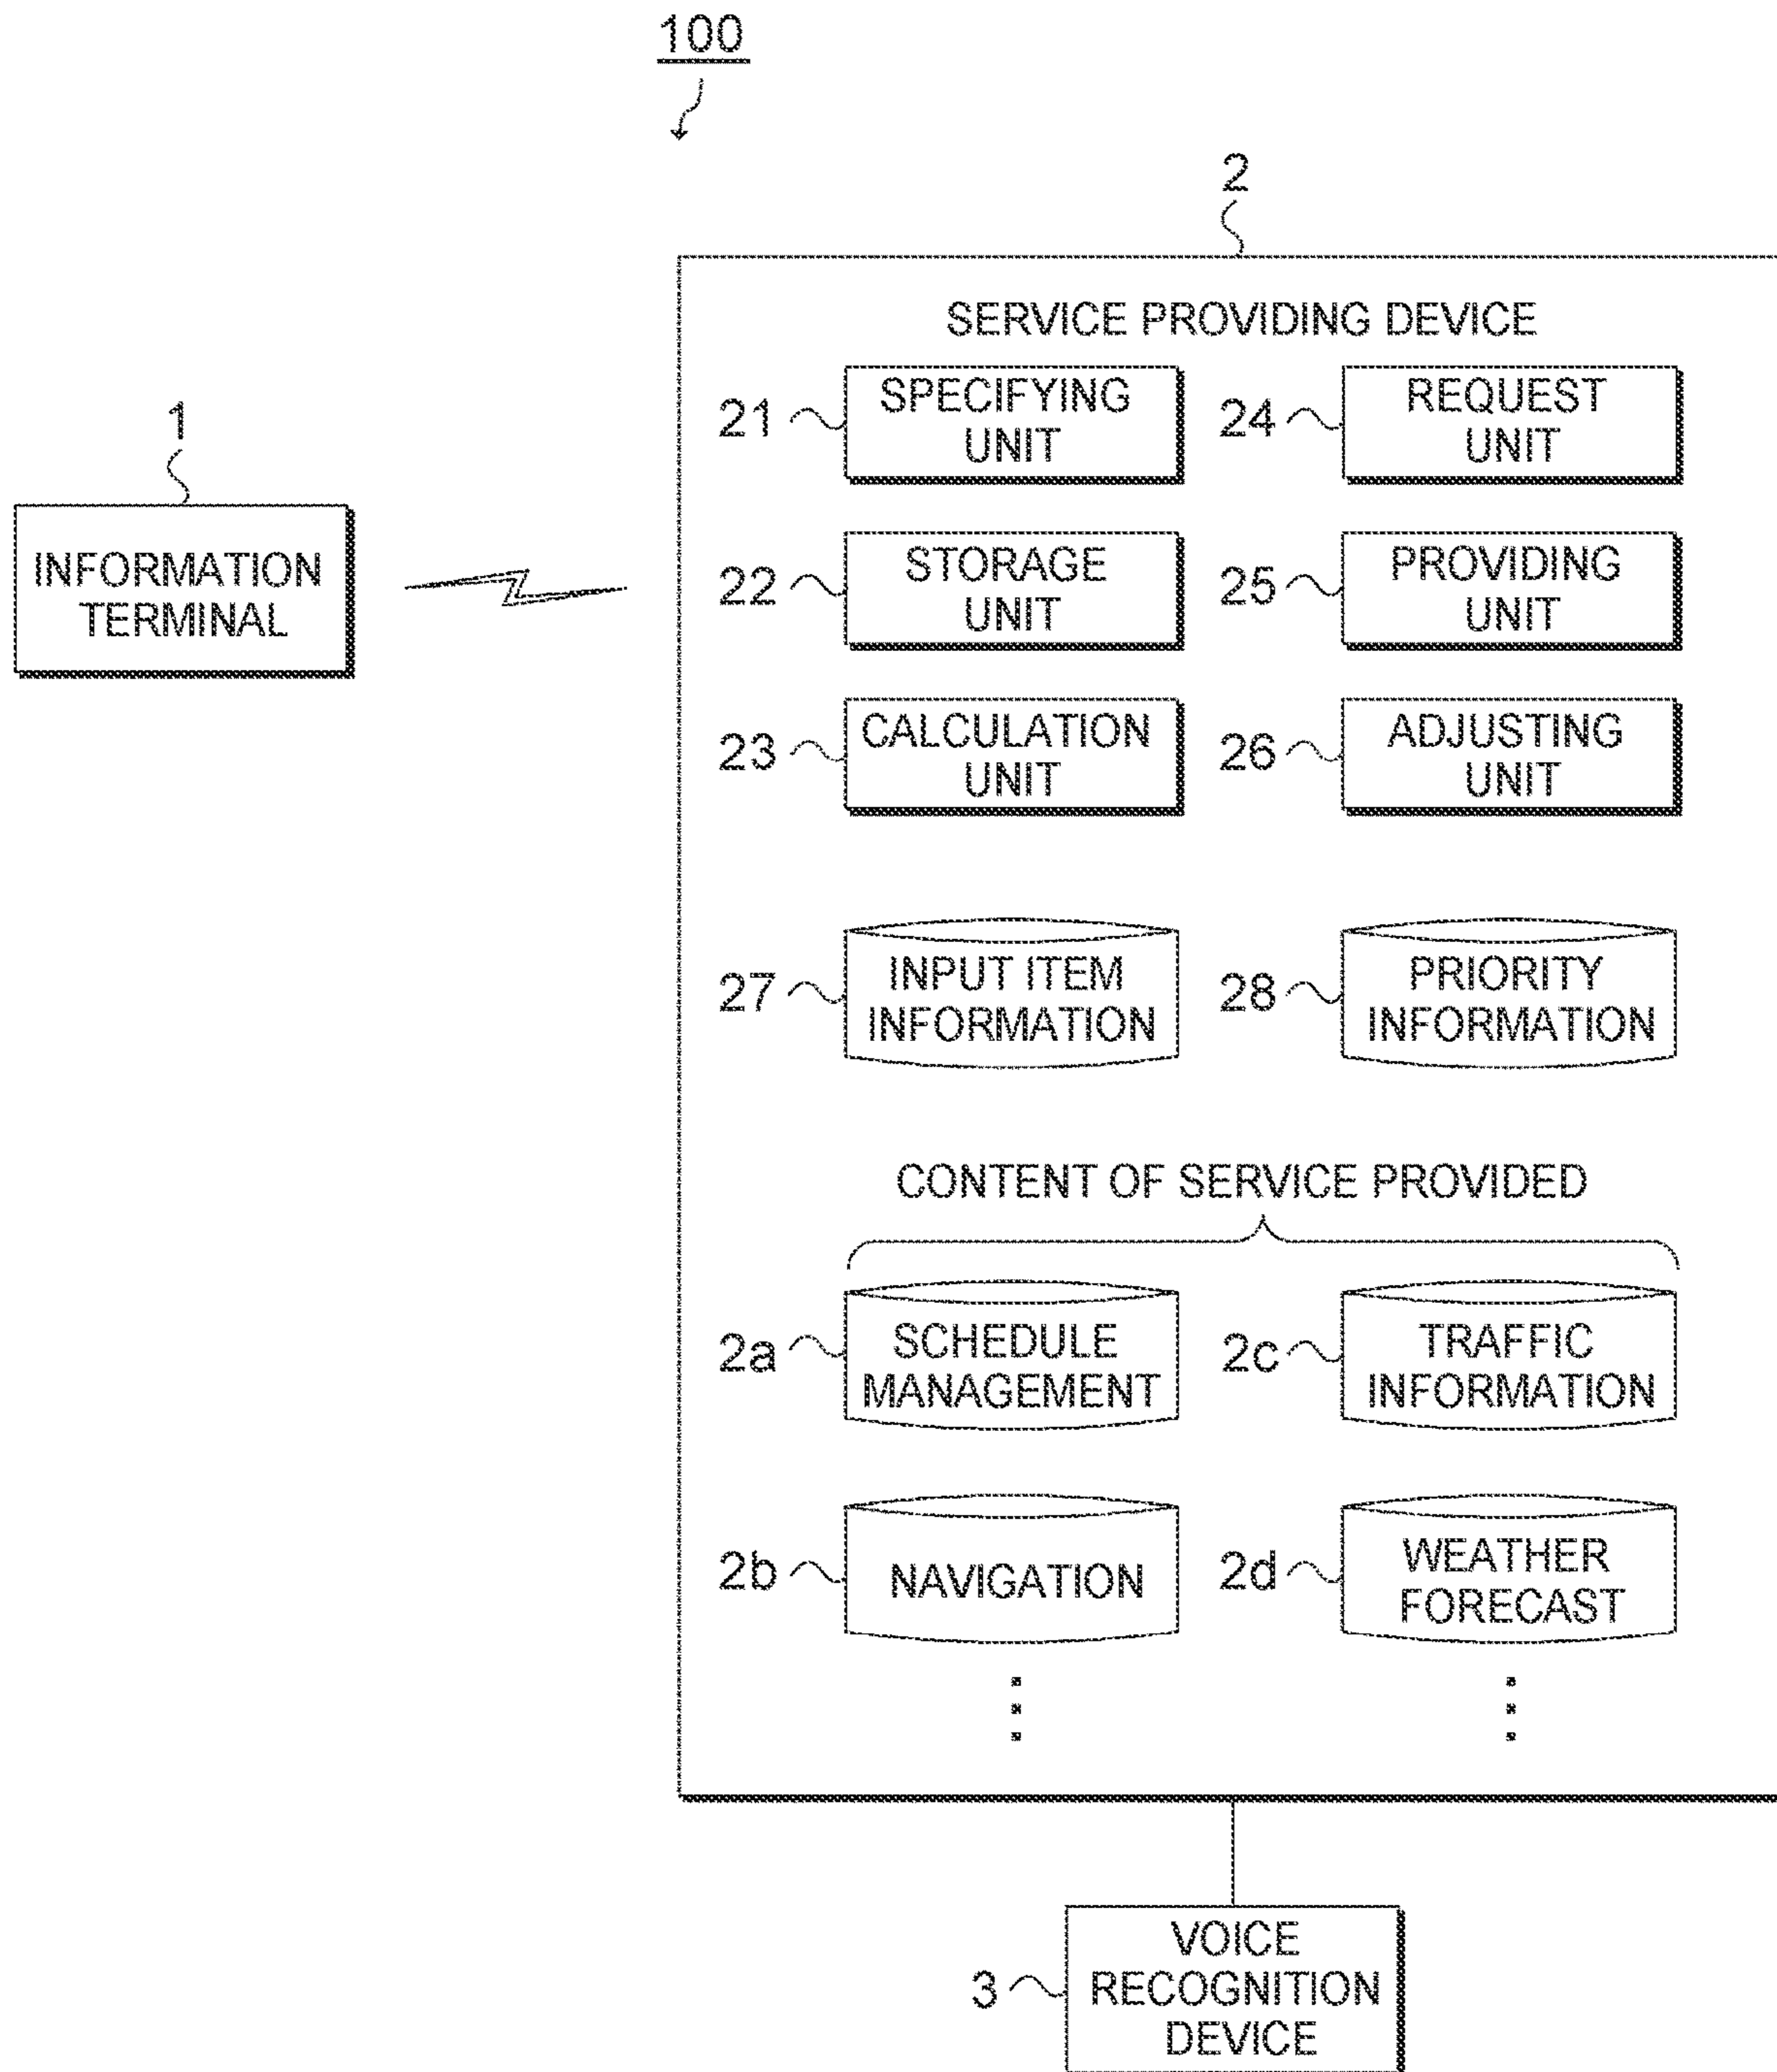 100
2
SERVICE PROVIDING DEVICE
1
INFORMATION
TERMINAL
21
SPECIFYING
UNIT
24
REQUEST
UNIT
22
STORAGE
UNIT
25
PROVIDING
UNIT
23
CALCULATION
UNIT
26
ADJUSTING
UNIT
27
INPUT ITEM
INFORMATION
28
PRIORITY
INFORMATION
CONTENT OF SERVICE PROVIDED
2a
SCHEDULE
MANAGEMENT
2c
TRAFFIC
INFORMATION
2b
NAVIGATION
2d
WEATHER
FORECAST
3
VOICE
RECOGNITION
DEVICE